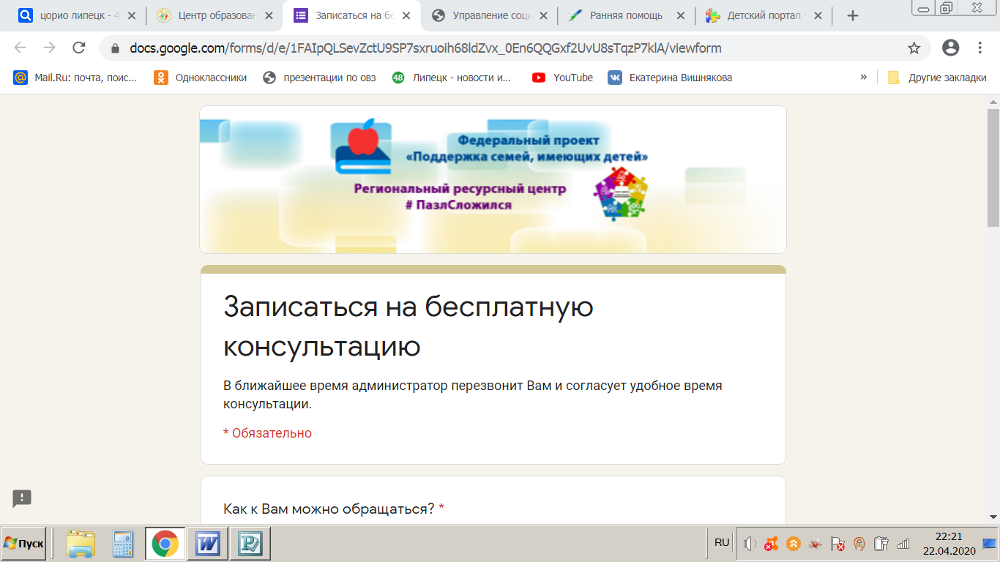 цорио липецк - 4
Центр образован
Записаться на бе
Управление соци
Ранняя помощь
Детский портал
docs.google.com/forms/d/e/1FAIpQLSevZctU9SP7sxruoih68ldZvx_0En6QQGxf2UvU8sTqzP7klA/viewform
Mail.Ru: почта, поис...
Одноклассники
презентации по овз
48
Липецк - новости и...
YouTube
Екатерина Вишнякова
»
Другие закладки
Федеральный проект
«Поддержка семей, имеющих детей»
Региональный ресурсный центр
# ПазлСложился
Записаться на бесплатную
консультацию
В ближайшее время администратор перезвонит Вам и согласует удобное время
консультации.
* Обязательно
Как к Вам можно обращаться? *
Пуск
RU
22:21
22.04.2020